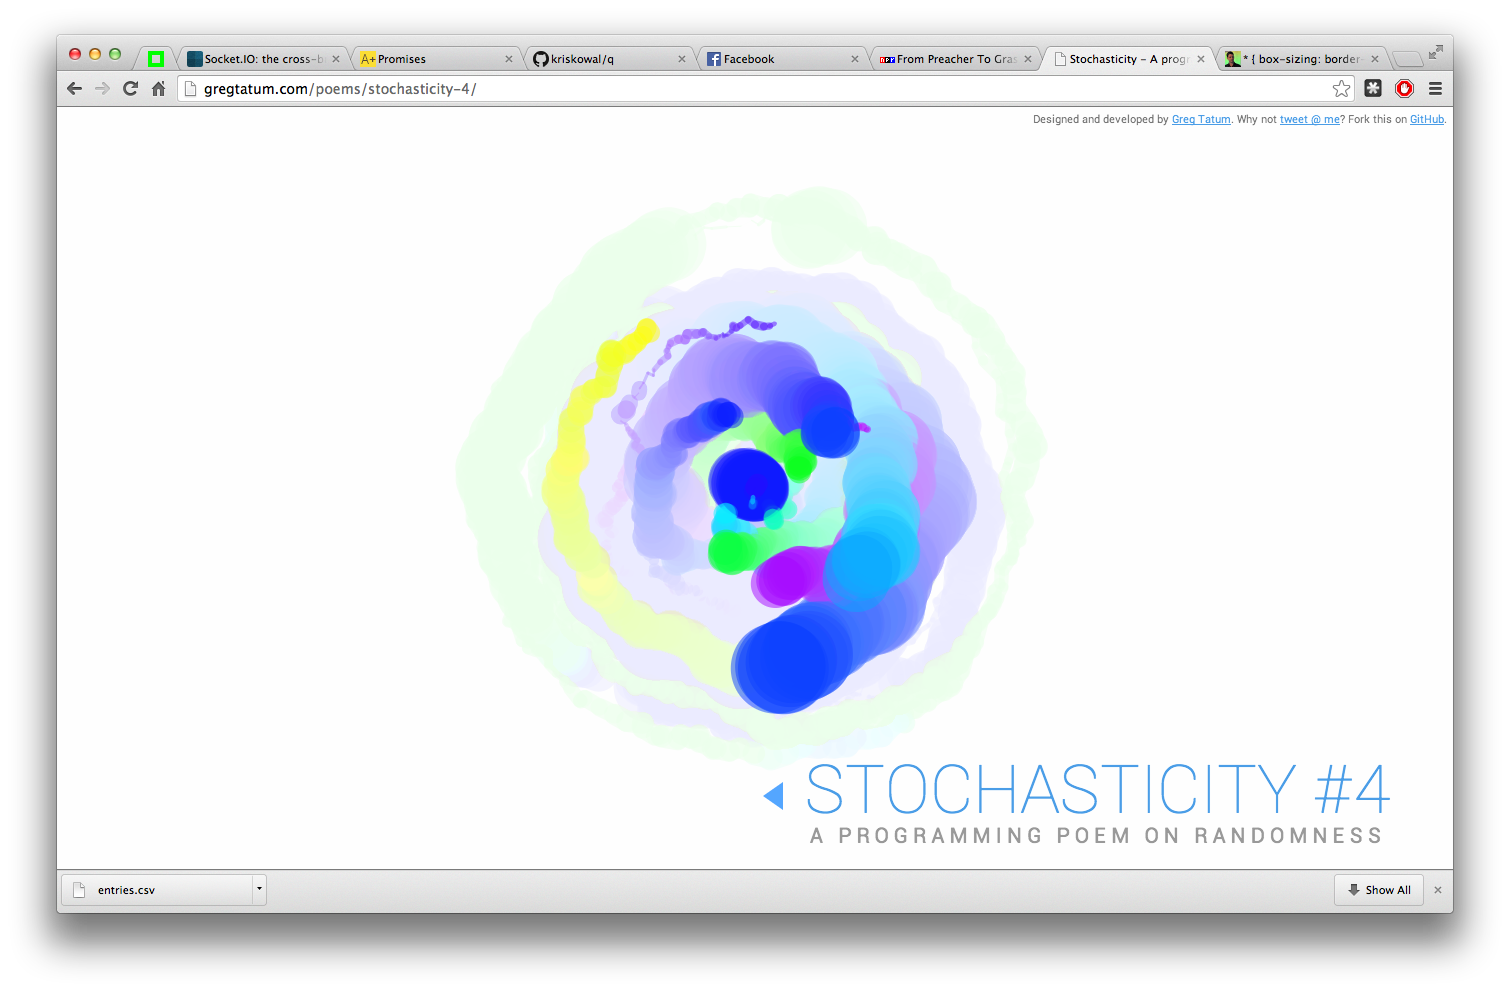 Socket.IO: the cross-b
A+ Promises
kriskowal/q
Facebook
npr From Preacher To Gras
Stochasticity - A progr
* { box-sizing: border-
gregtatum.com/poems/stochasticity-4/
Designed and developed by Greg Tatum. Why not tweet @ me? Fork this on GitHub.
STOCHASTICITY #4
A PROGRAMMING POEM ON RANDOMNESS
entries.csv
Show All